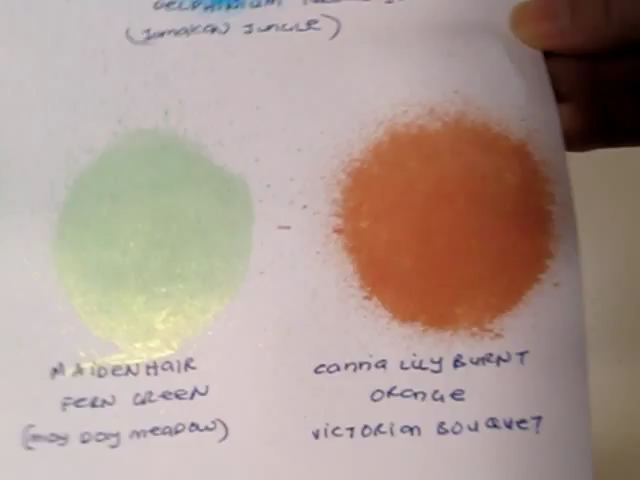 (Jamaican Jungle)
MAIDENHAIR
FERN GREEN
(may Day meadow)
canna LILY BURNT
orange
VICTORIAN BOUQUET